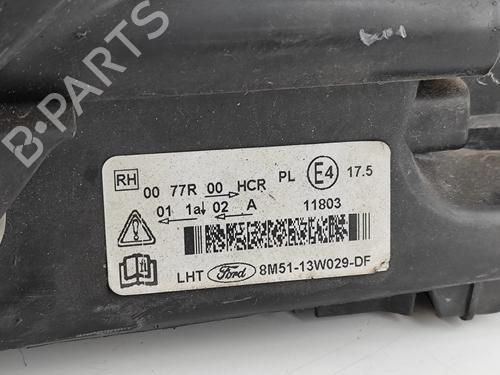 B-PARTS
RH 00 77R 00 HCR PL E4 17.5
01 1a 02 A 11803
LHT Ford 8M51-13W029-DF